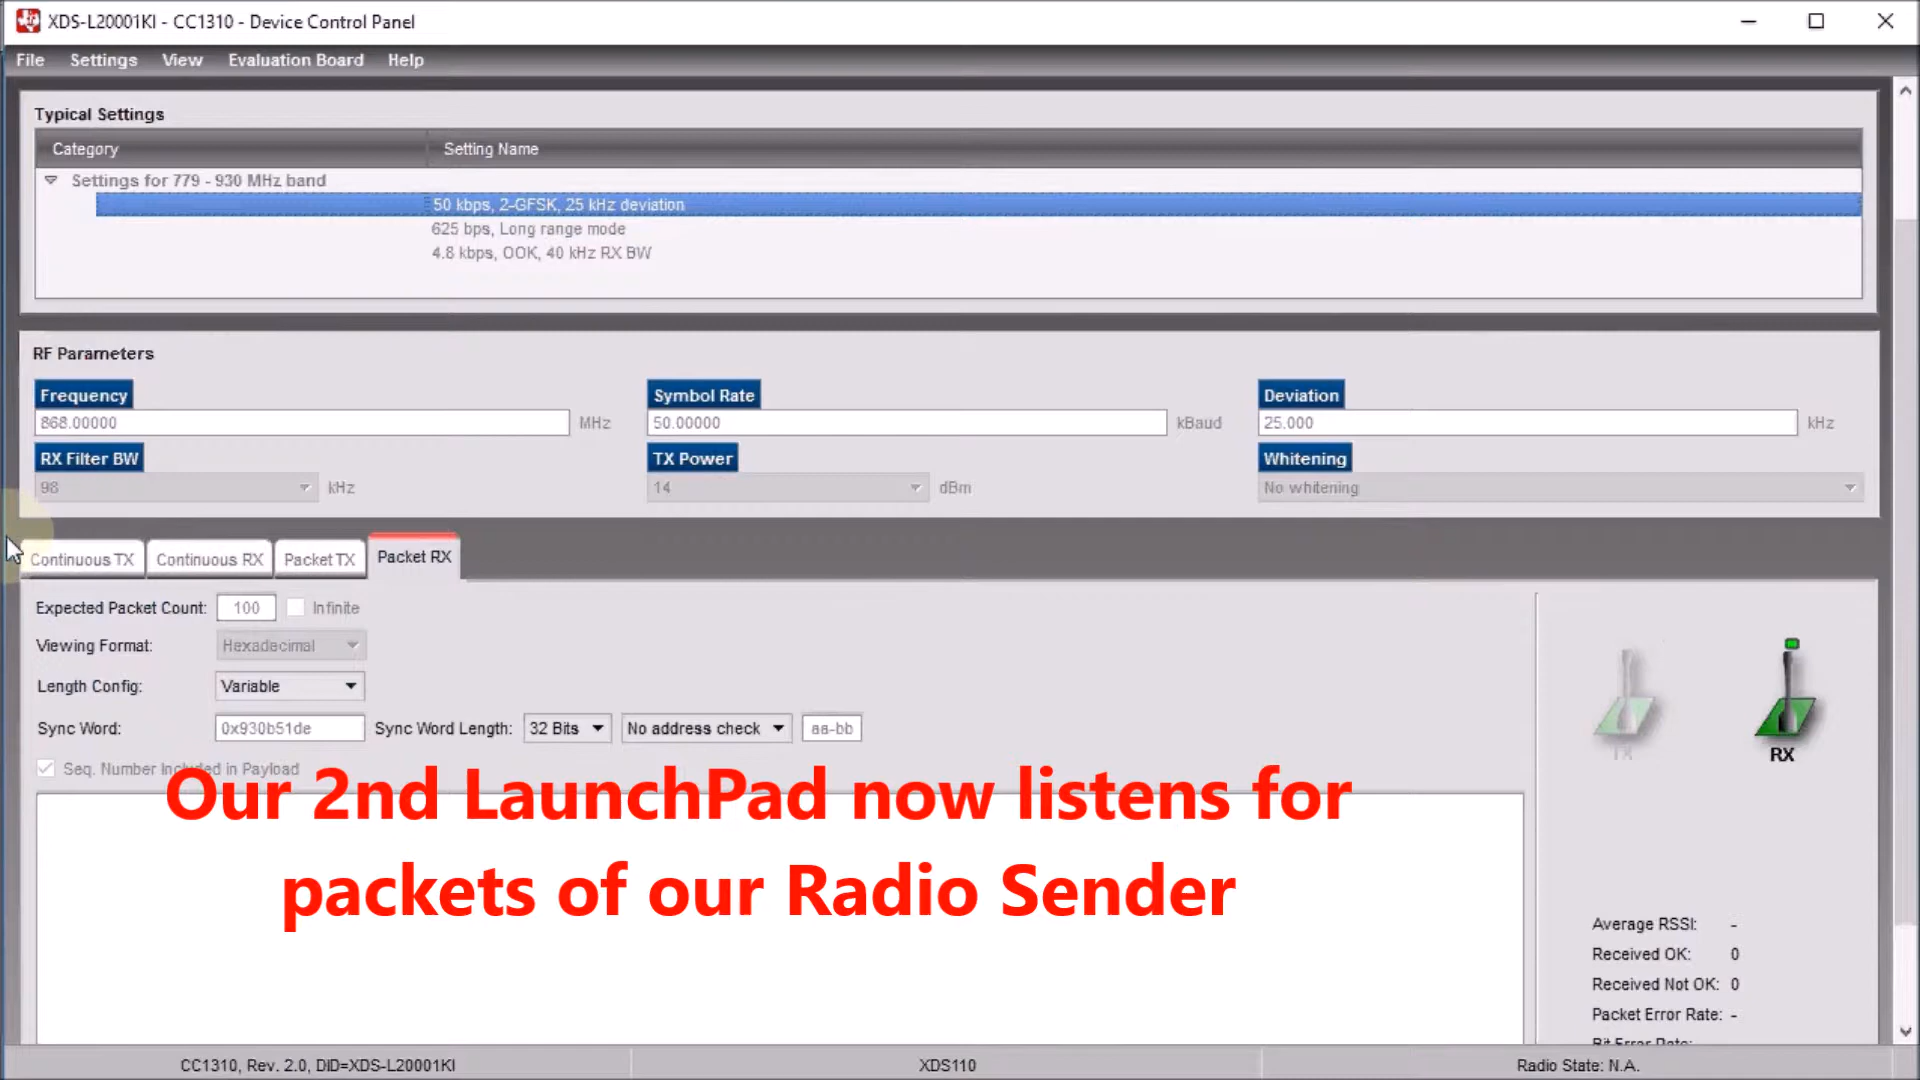 XDS-L20001KI - CC1310 - Device Control Panel
File Settings View Evaluation Board Help
Typical Settings
Category Setting Name
Settings for 779 - 930 MHz band
50 kbps, 2-GFSK, 25 kHz deviation
625 bps, Long range mode
4.8 kbps, OOK, 40 kHz RX BW
RF Parameters
Frequency Symbol Rate Deviation
868.00000 MHz 50.00000 kBaud 25.000 kHz
RX Filter BW TX Power Whitening
98 kHz 14 dBm No whitening
Continuous TX Continuous RX Packet TX Packet RX
Expected Packet Count: 100 Infinite
Viewing Format: Hexadecimal
Length Config: Variable
Sync Word: 0x930b51de Sync Word Length: 32 Bits No address check aa-bb
TX RX
Seq. Number Included in Payload
Our 2nd LaunchPad now listens for
packets of our Radio Sender
Average RSSI: -
Received OK: 0
Received Not OK: 0
Packet Error Rate: -
Bit Error Rate:
CC1310, Rev. 2.0, DID=XDS-L20001KI XDS110 Radio State: N.A.